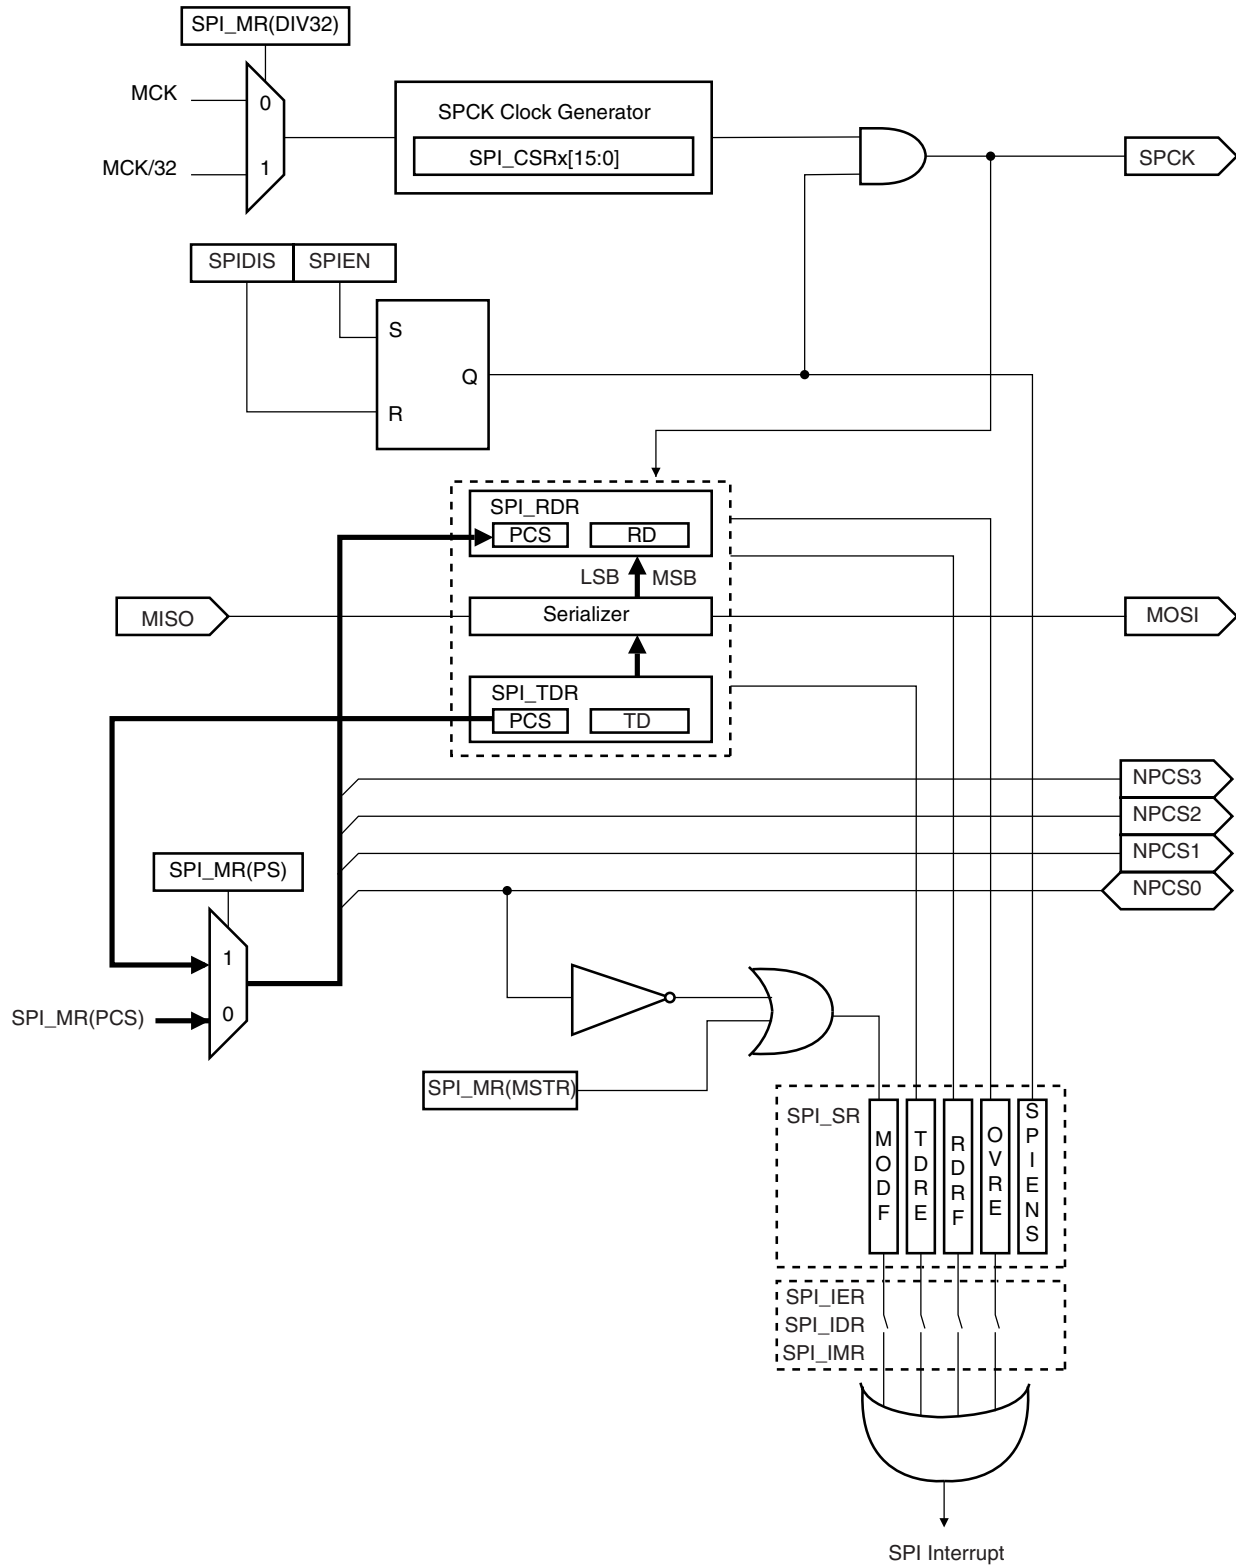 SPI_MR(DIV32)
MCK
0
SPCK Clock Generator
SPI_CSRx[15:0]
SPCK
MCK/32
1
SPIDIS
SPIEN
S
Q
R
SPI_RDR
PCS
RD
LSB
MSB
MISO
Serializer
MOSI
SPI_TDR
PCS
TD
NPCS3
NPCS2
NPCS1
NPCS0
SPI_MR(PS)
1
0
SPI_MR(PCS)
SPI_MR(MSTR)
SPI_SR
MODF
TDRE
RDRF
OVRE
SPIENS
SPI_IER
SPI_IDR
SPI_IMR
SPI Interrupt